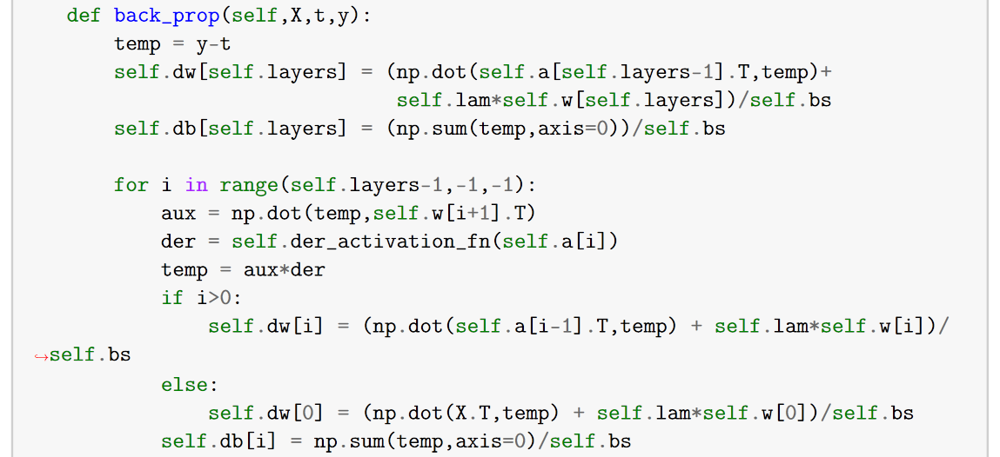 def back_prop(self,X,t,y):
    temp = y-t
    self.dw[self.layers] = (np.dot(self.a[self.layers-1].T,temp)+
                            self.lam*self.w[self.layers])/self.bs
    self.db[self.layers] = (np.sum(temp,axis=0))/self.bs

    for i in range(self.layers-1,-1,-1):
        aux = np.dot(temp,self.w[i+1].T)
        der = self.der_activation_fn(self.a[i])
        temp = aux*der
        if i>0:
            self.dw[i] = (np.dot(self.a[i-1].T,temp) + self.lam*self.w[i])/
↪self.bs
        else:
            self.dw[0] = (np.dot(X.T,temp) + self.lam*self.w[0])/self.bs
        self.db[i] = np.sum(temp,axis=0)/self.bs